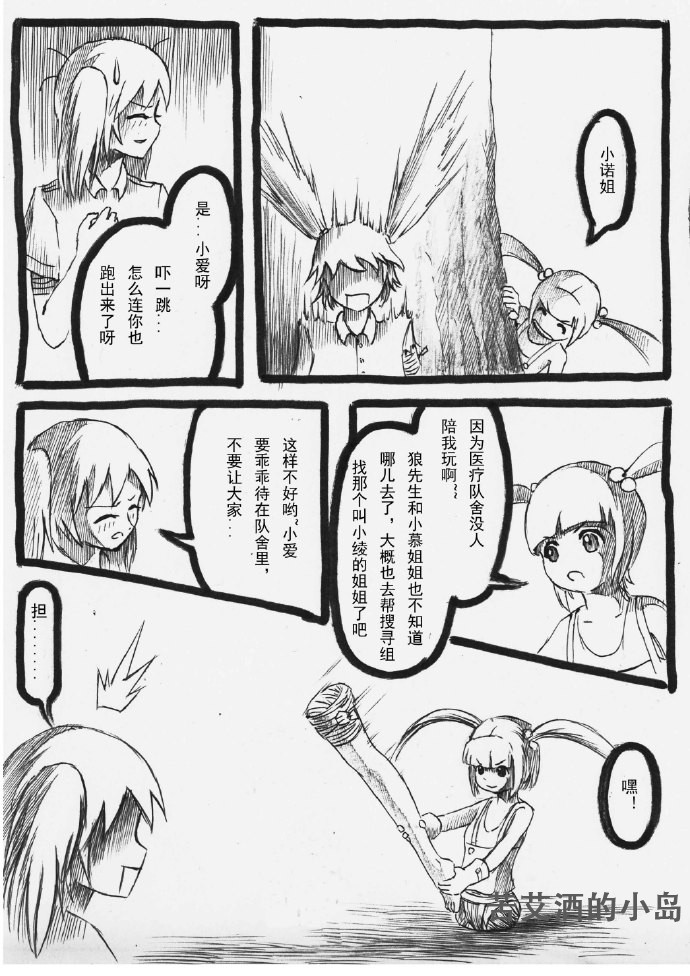 小诺姐
是...小爱呀
吓一跳...
怎么连你也
跑出来了呀
因为医疗队舍没人
陪我玩啊~~
狼先生和小慕姐姐也不知道
哪儿去了，大概也去帮搜寻组
找那个叫小绫的姐姐了吧
这样不好哟~小爱
要乖乖待在队舍里，
不要让大家...
嘿！
担......
苦艾酒的小岛